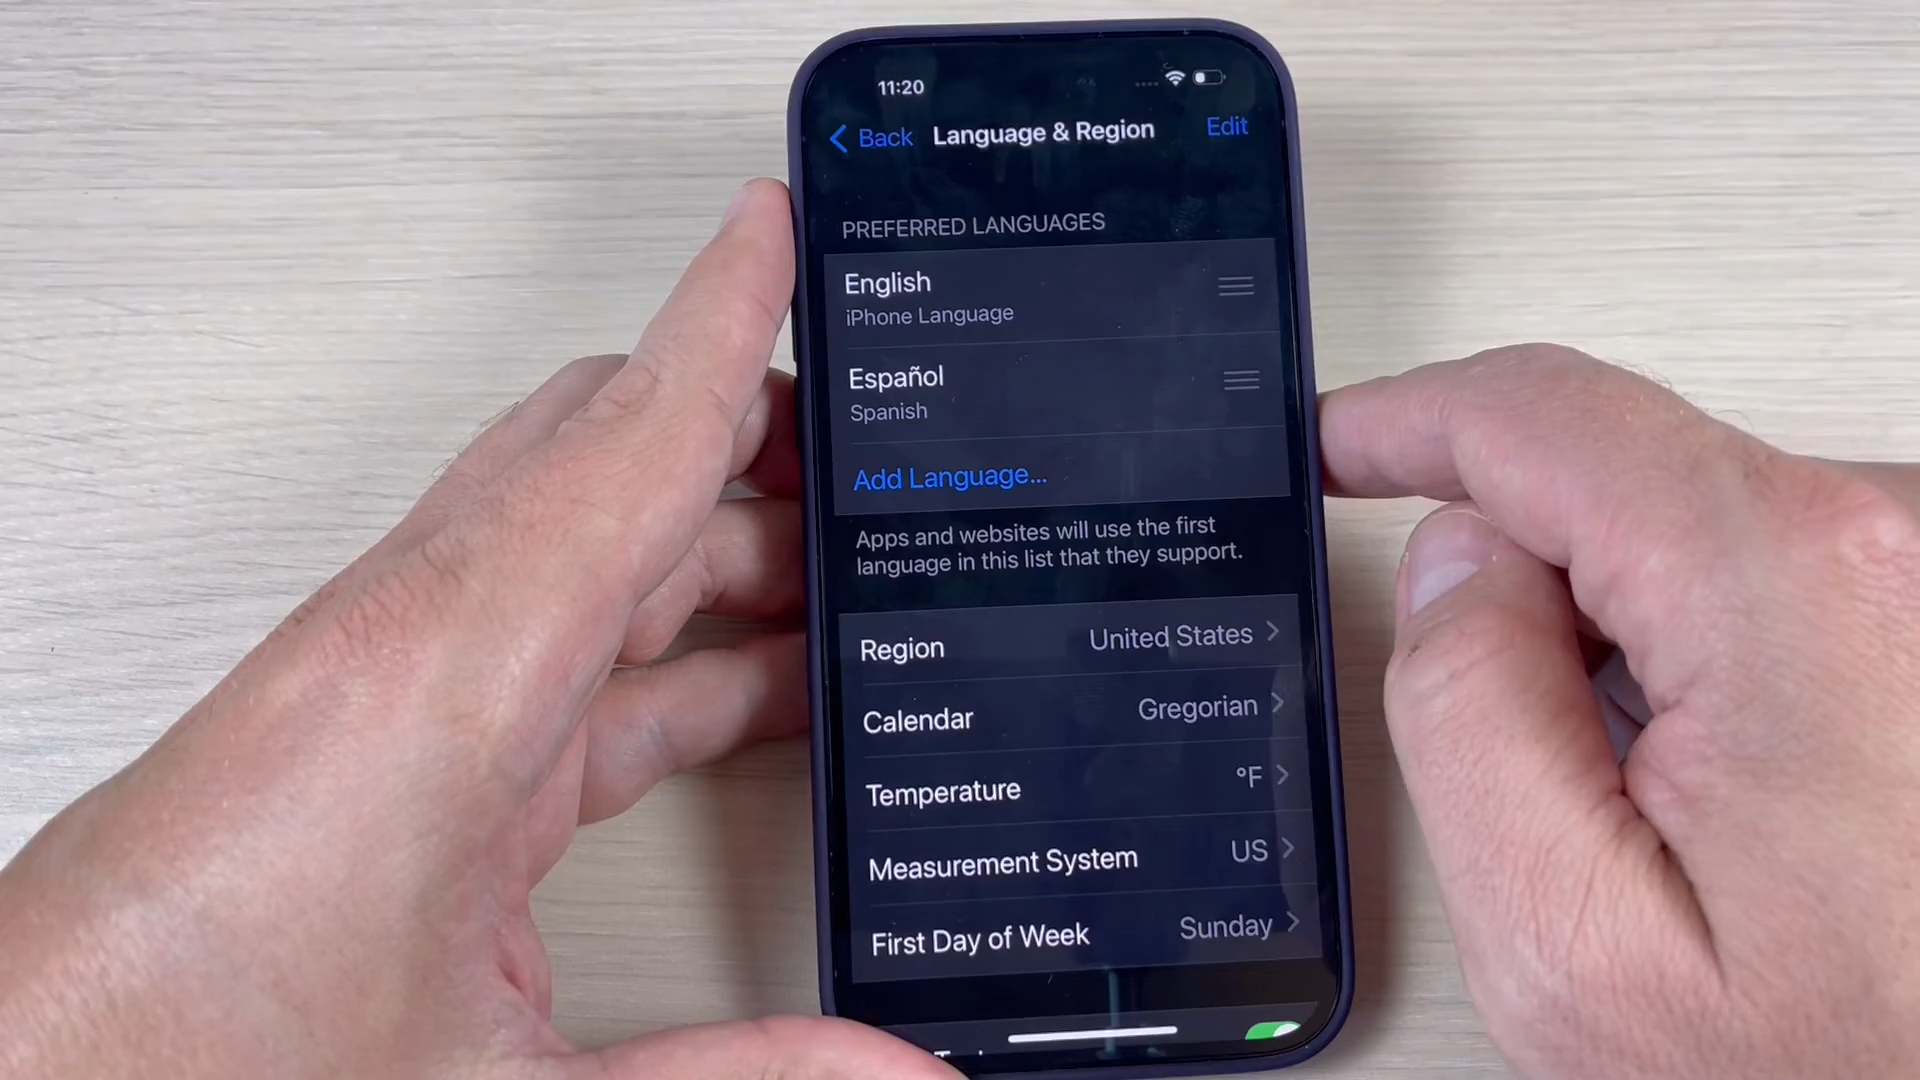 11:20
Back Language & Region Edit
PREFERRED LANGUAGES
English
iPhone Language
Español
Spanish
Add Language...
Apps and websites will use the first
language in this list that they support.
Region United States
Calendar Gregorian
Temperature °F
Measurement System US
First Day of Week Sunday